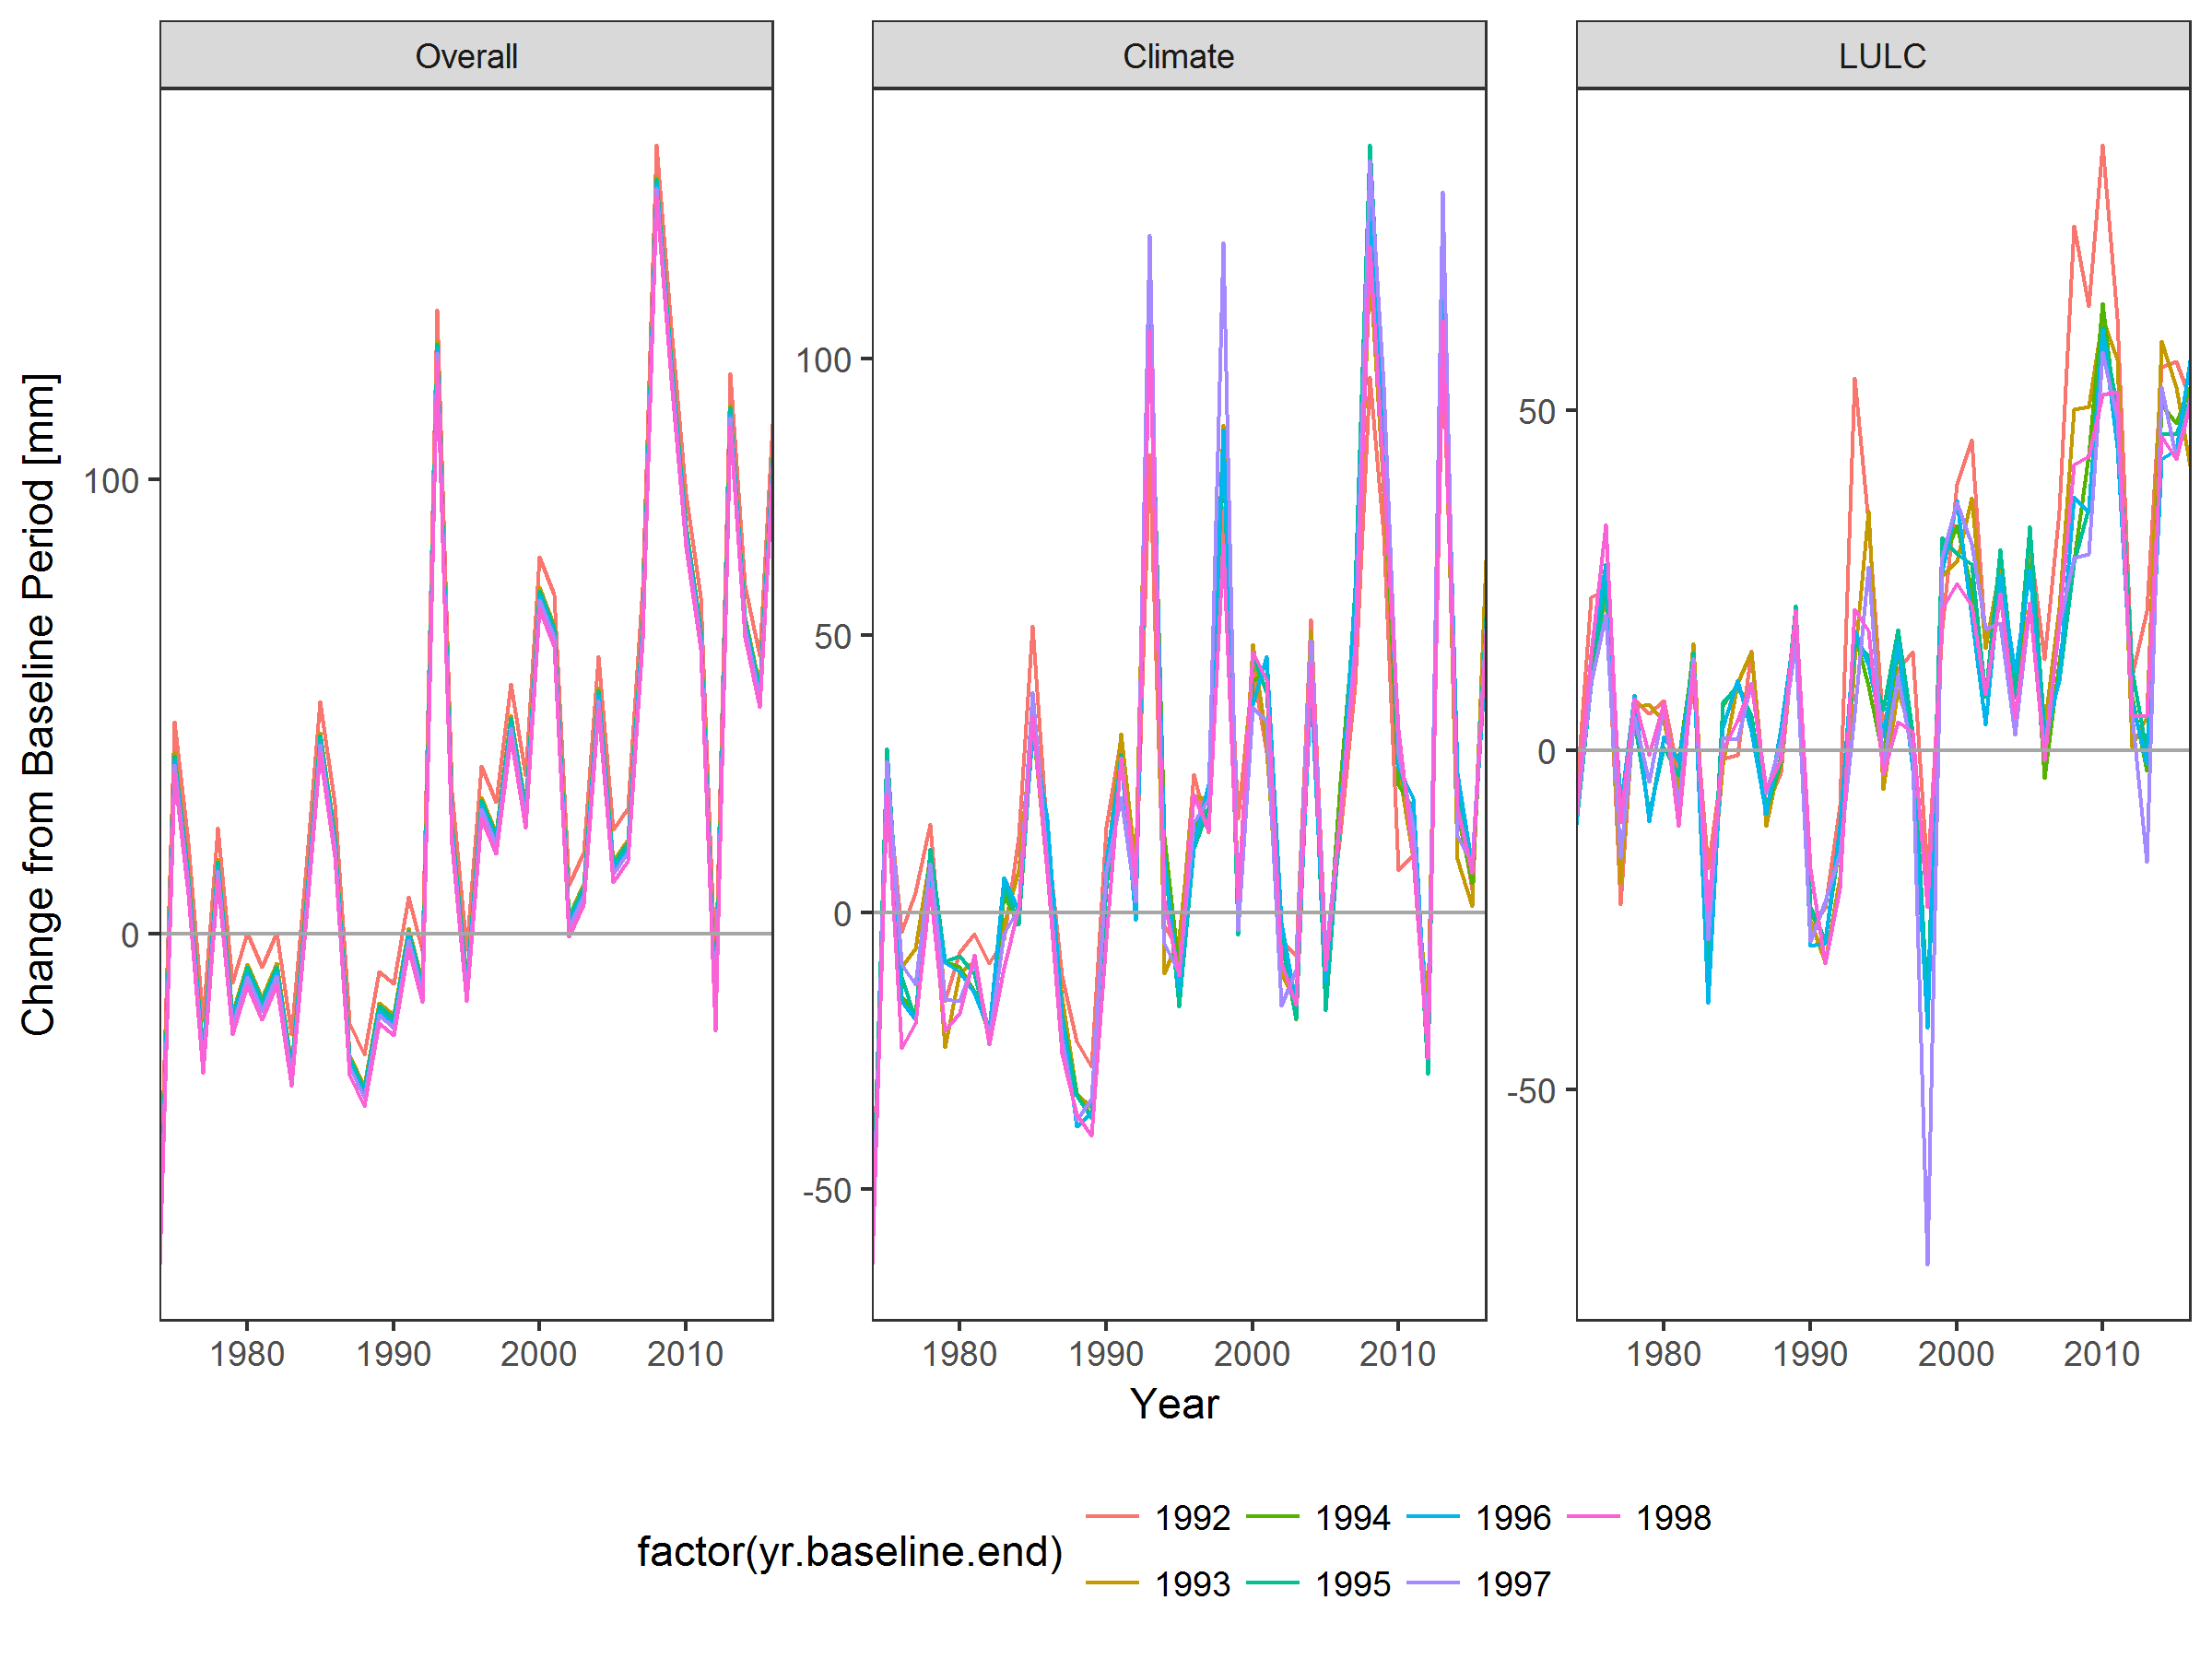 Overall Climate LULC
Change from Baseline Period [mm]
100
0
100
50
0
-50
50
0
-50
1980 1990 2000 2010 1980 1990 2000 2010 1980 1990 2000 2010
Year
factor(yr.baseline.end)
1992 1994 1996 1998
1993 1995 1997